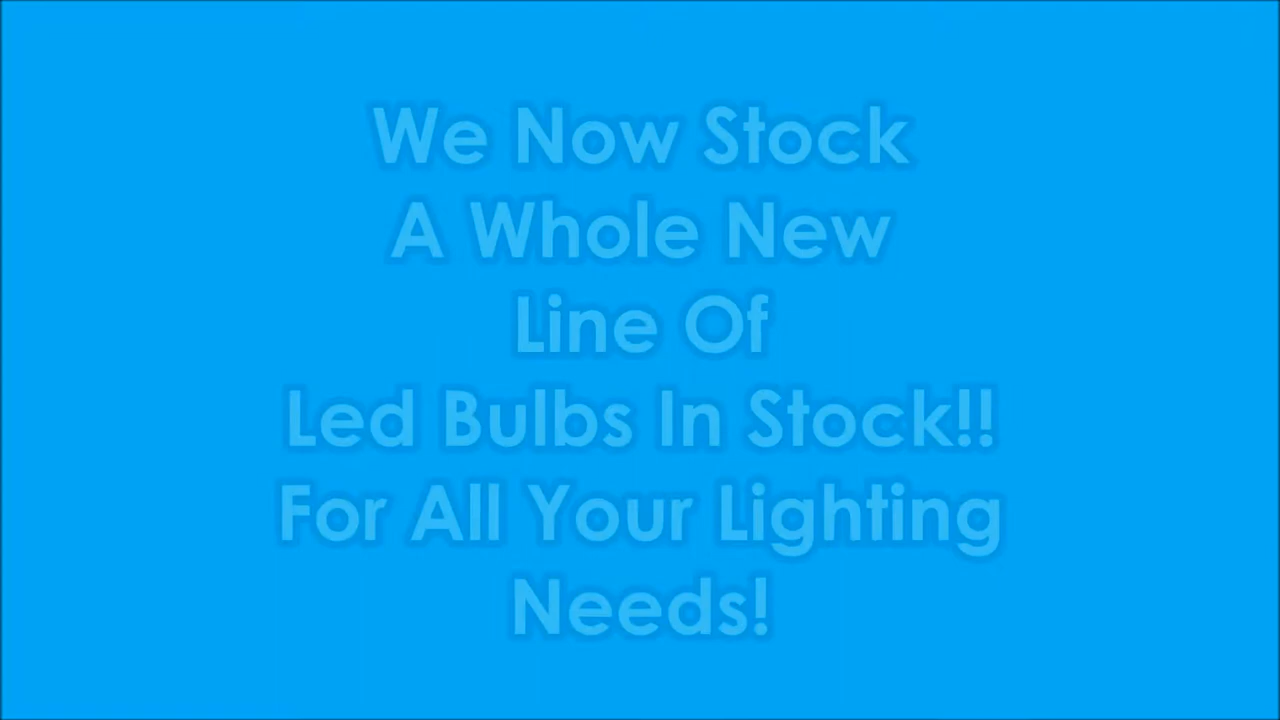 We Now Stock
A Whole New
Line Of
Led Bulbs In Stock!!
For All Your Lighting
Needs!